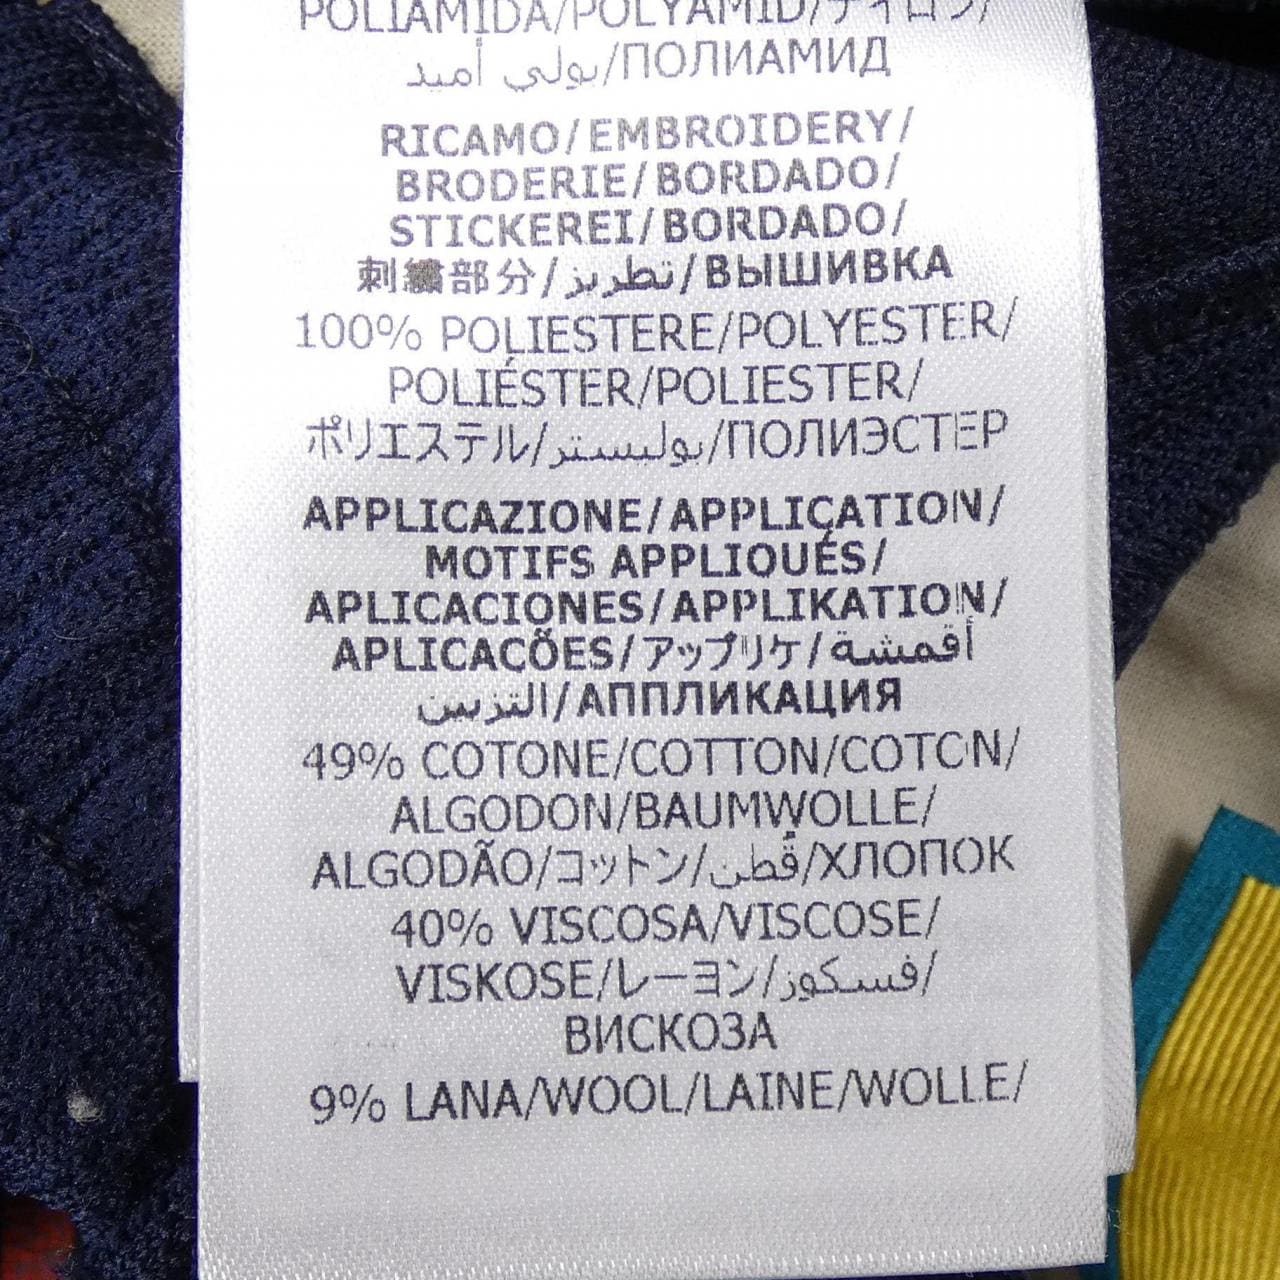 POLIAMIDA/POLYAMID/ナイロン/
بولي أميد/ПОЛИАМИД
RICAMO/EMBROIDERY/
BRODERIE/BORDADO/
STICKEREI/BORDADO/
刺繍部分/تطريز/ВЫШИВКА
100% POLIESTERE/POLYESTER/
POLIÉSTER/POLIESTER/
ポリエステル/بوليستر/ПОЛИЭСТЕР
APPLICAZIONE/APPLICATION/
MOTIFS APPLIQUÉS/
APLICACIONES/APPLIKATION/
APLICAÇÕES/アップリケ/أقمشة
التزيين/АППЛИКАЦИЯ
49% COTONE/COTTON/COTON/
ALGODON/BAUMWOLLE/
ALGODÃO/コットン/قُطن/ХЛОПОК
40% VISCOSA/VISCOSE/
VISKOSE/レーヨン/فسكوز/
ВИСКОЗА
9% LANA/WOOL/LAINE/WOLLE/